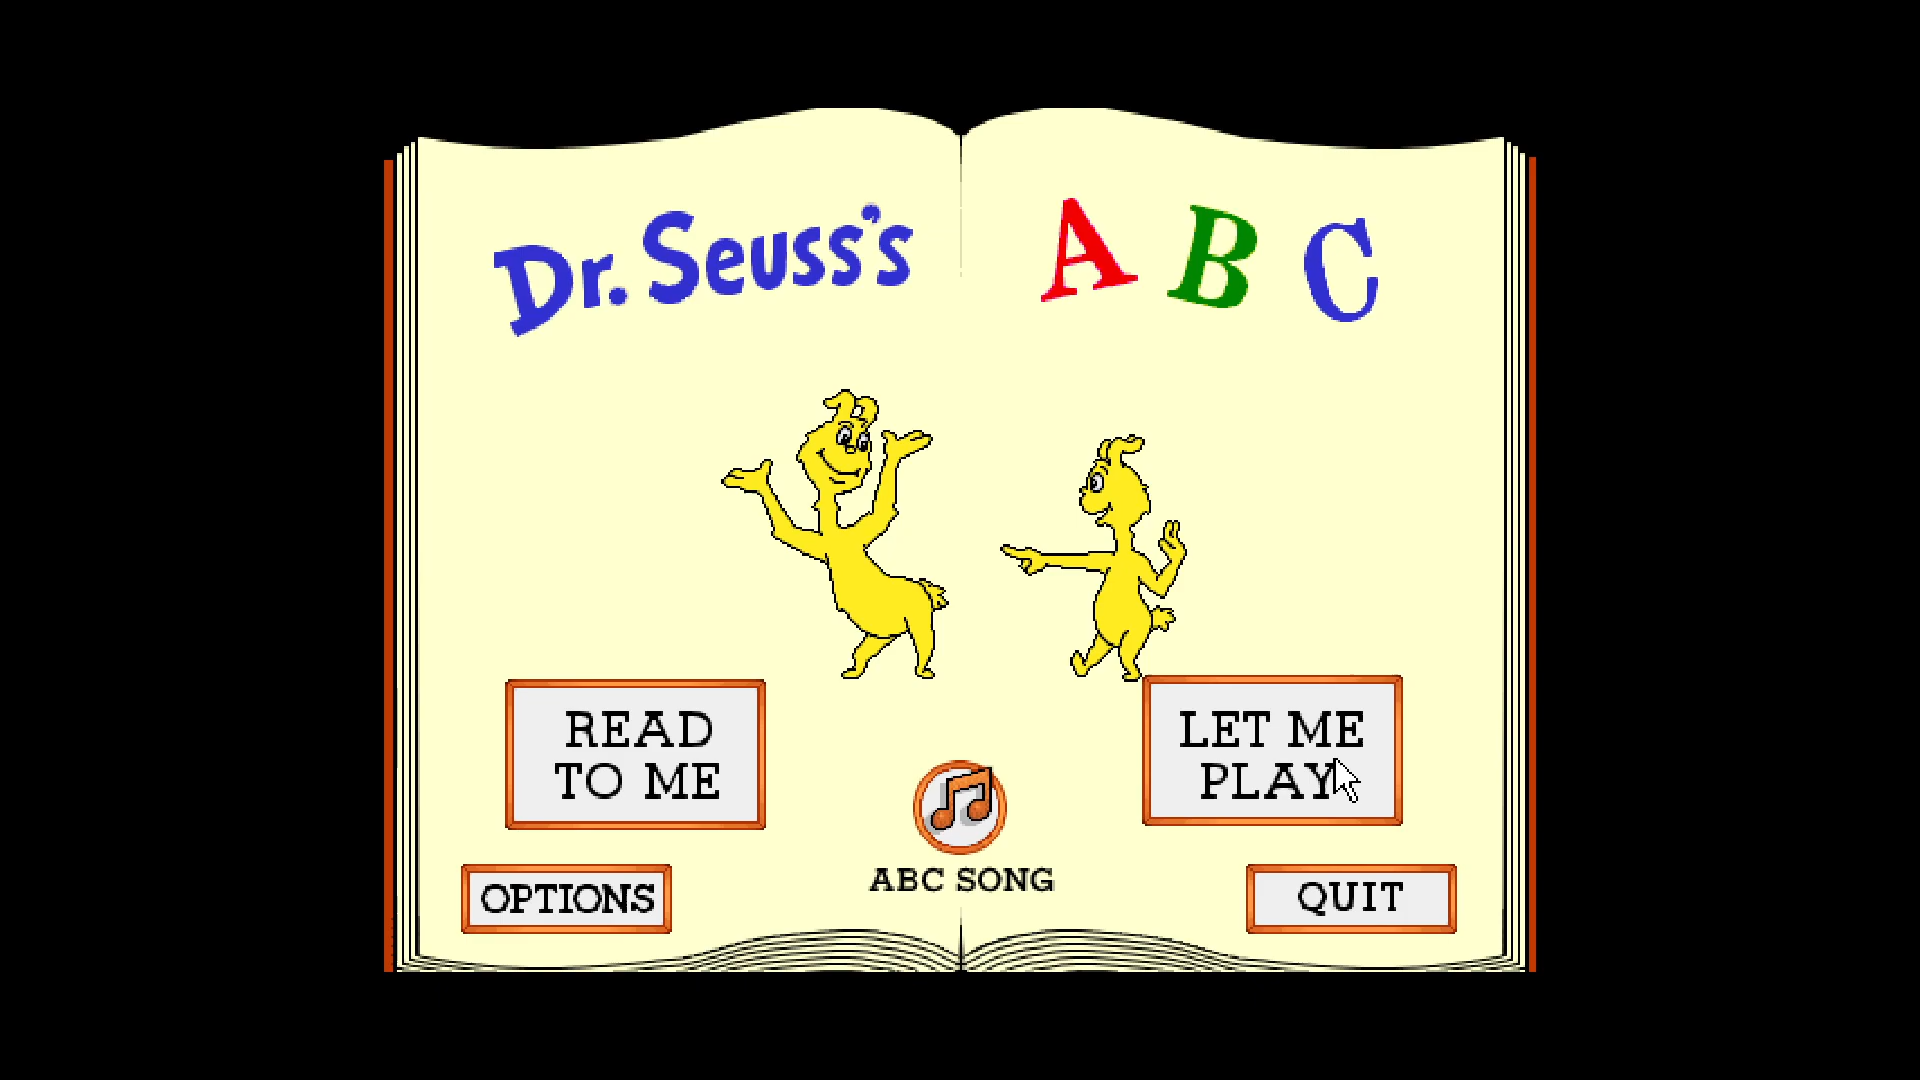 Dr. Seuss's
A B C
READ
TO ME
LET ME
PLAY
ABC SONG
OPTIONS
QUIT